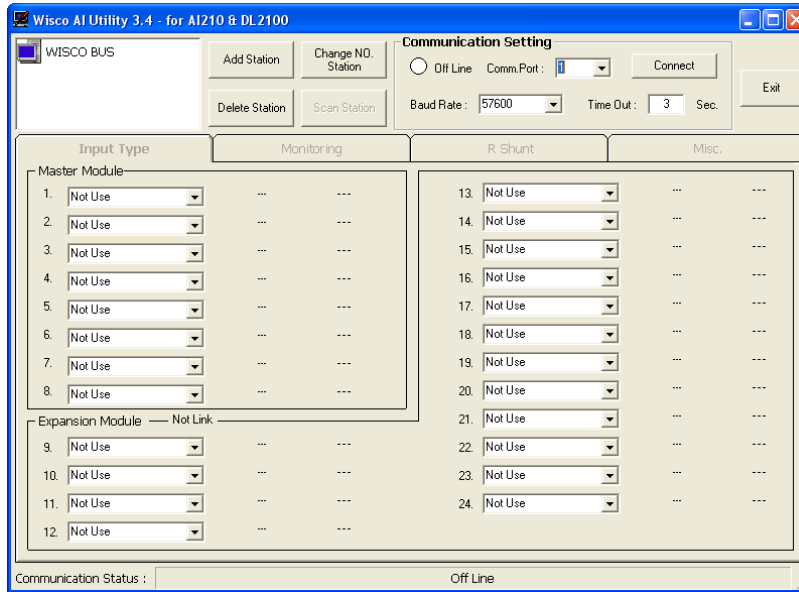 Wisco AI Utility 3.4 - for AI210 & DL2100
WISCO BUS
Add Station
Change NO. Station
Delete Station
Scan Station
Communication Setting
Off Line Comm.Port : 1 Connect
Baud Rate : 57600 Time Out : 3 Sec.
Exit
Input Type Monitoring R Shunt Misc.
Master Module
1. Not Use ... ---
2. Not Use ... ---
3. Not Use ... ---
4. Not Use ... ---
5. Not Use ... ---
6. Not Use ... ---
7. Not Use ... ---
8. Not Use ... ---
Expansion Module Not Link
9. Not Use ... ---
10. Not Use ... ---
11. Not Use ... ---
12. Not Use ... ---
13. Not Use ... ---
14. Not Use ... ---
15. Not Use ... ---
16. Not Use ... ---
17. Not Use ... ---
18. Not Use ... ---
19. Not Use ... ---
20. Not Use ... ---
21. Not Use ... ---
22. Not Use ... ---
23. Not Use ... ---
24. Not Use ... ---
Communication Status : Off Line